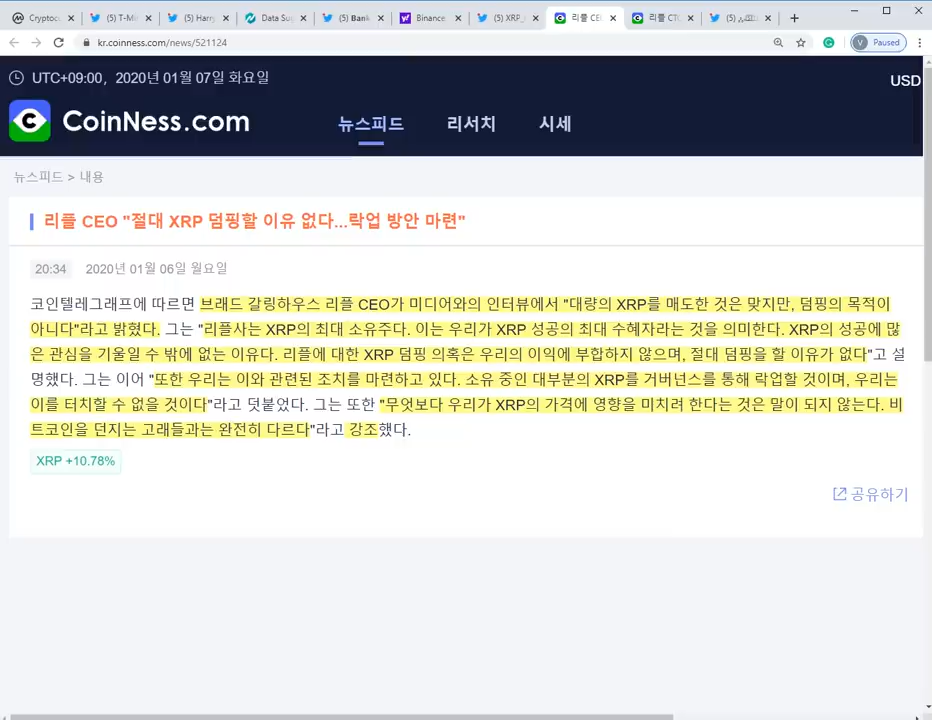 Cryptoc
(5) T-Mi
(5) Harr
Data Su
(5) Bank
Binance
(5) XRP_
리플 CE
리플 CTO
(5)
kr.coinness.com/news/521124
V Paused
UTC+09:00, 2020년 01월 07일 화요일
USD
CoinNess.com
뉴스피드 리서치 시세
뉴스피드 > 내용
리플 CEO "절대 XRP 덤핑할 이유 없다...락업 방안 마련"
20:34 2020년 01월 06일 월요일
코인텔레그래프에 따르면 브래드 갈링하우스 리플 CEO가 미디어와의 인터뷰에서 "대량의 XRP를 매도한 것은 맞지만, 덤핑의 목적이
아니다"라고 밝혔다. 그는 "리플사는 XRP의 최대 소유주다. 이는 우리가 XRP 성공의 최대 수혜자라는 것을 의미한다. XRP의 성공에 많
은 관심을 기울일 수 밖에 없는 이유다. 리플에 대한 XRP 덤핑 의혹은 우리의 이익에 부합하지 않으며, 절대 덤핑을 할 이유가 없다"고 설
명했다. 그는 이어 "또한 우리는 이와 관련된 조치를 마련하고 있다. 소유 중인 대부분의 XRP를 거버넌스를 통해 락업할 것이며, 우리는
이를 터치할 수 없을 것이다"라고 덧붙였다. 그는 또한 "무엇보다 우리가 XRP의 가격에 영향을 미치려 한다는 것은 말이 되지 않는다. 비
트코인을 던지는 고래들과는 완전히 다르다"라고 강조했다.
XRP +10.78%
공유하기